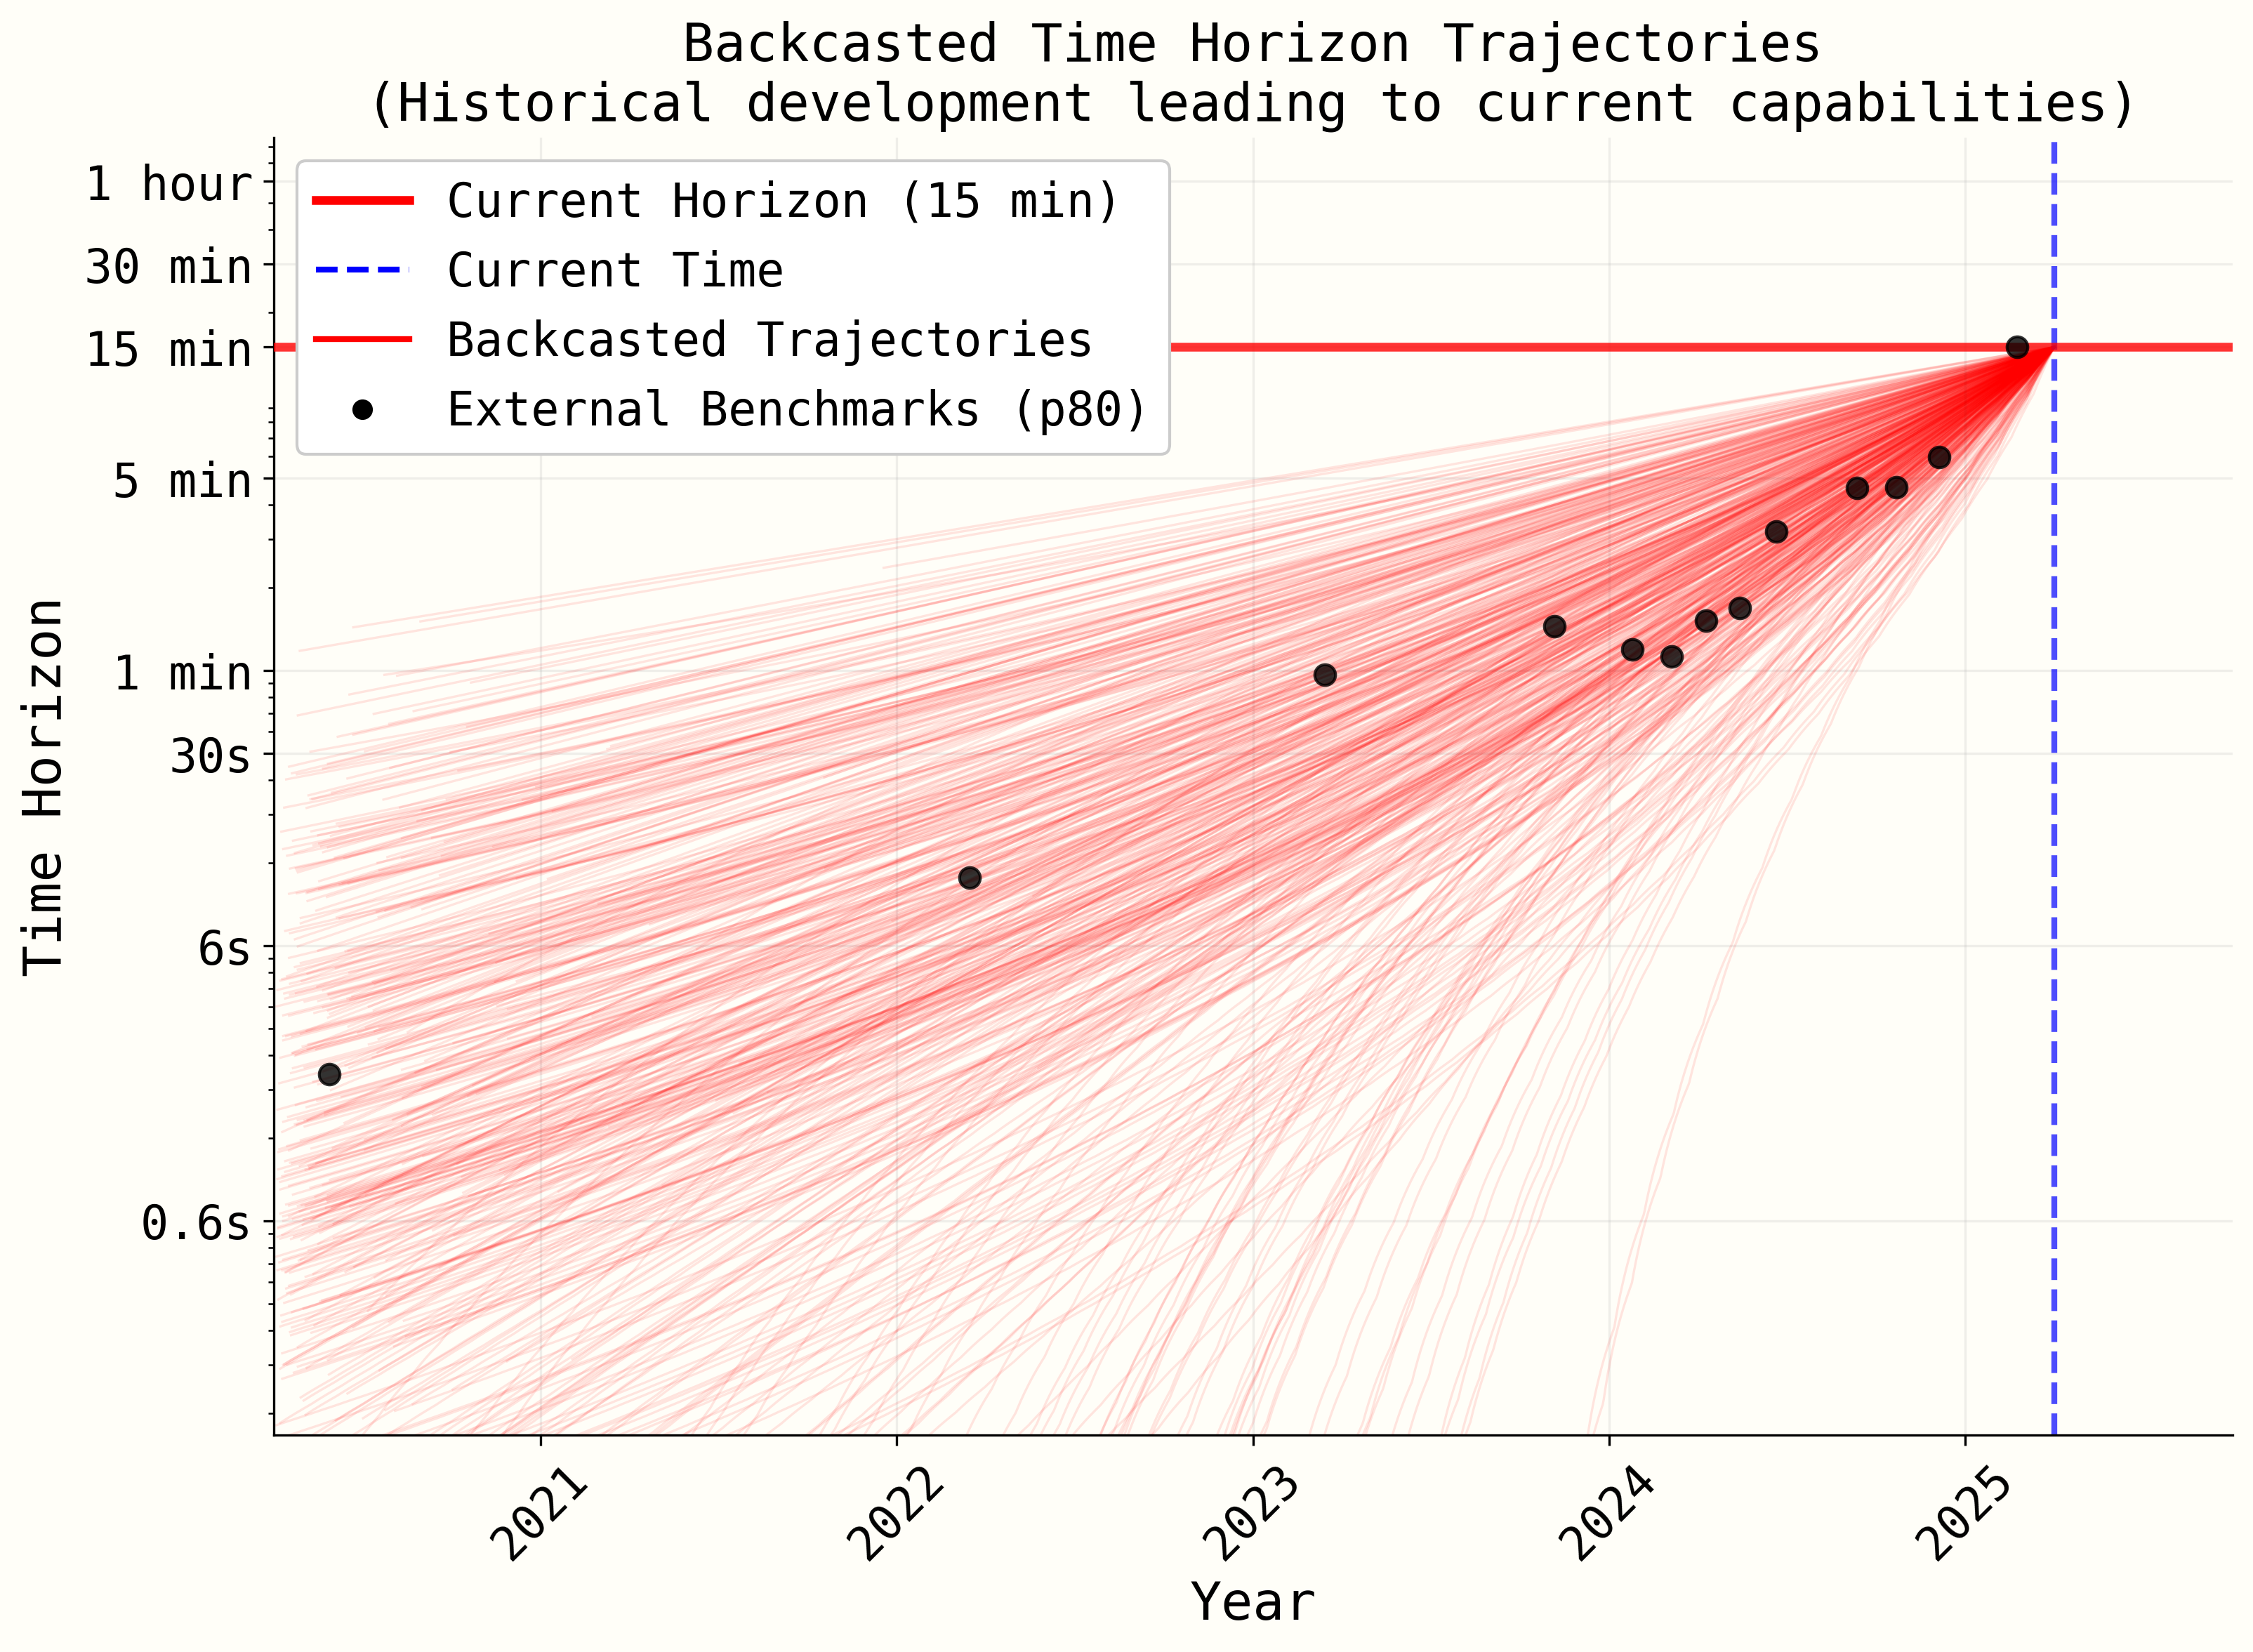 Backcasted Time Horizon Trajectories
(Historical development leading to current capabilities)
Current Horizon (15 min)
Current Time
Backcasted Trajectories
External Benchmarks (p80)
1 hour
30 min
15 min
5 min
1 min
30s
6s
0.6s
Time Horizon
2021
2022
2023
2024
2025
Year